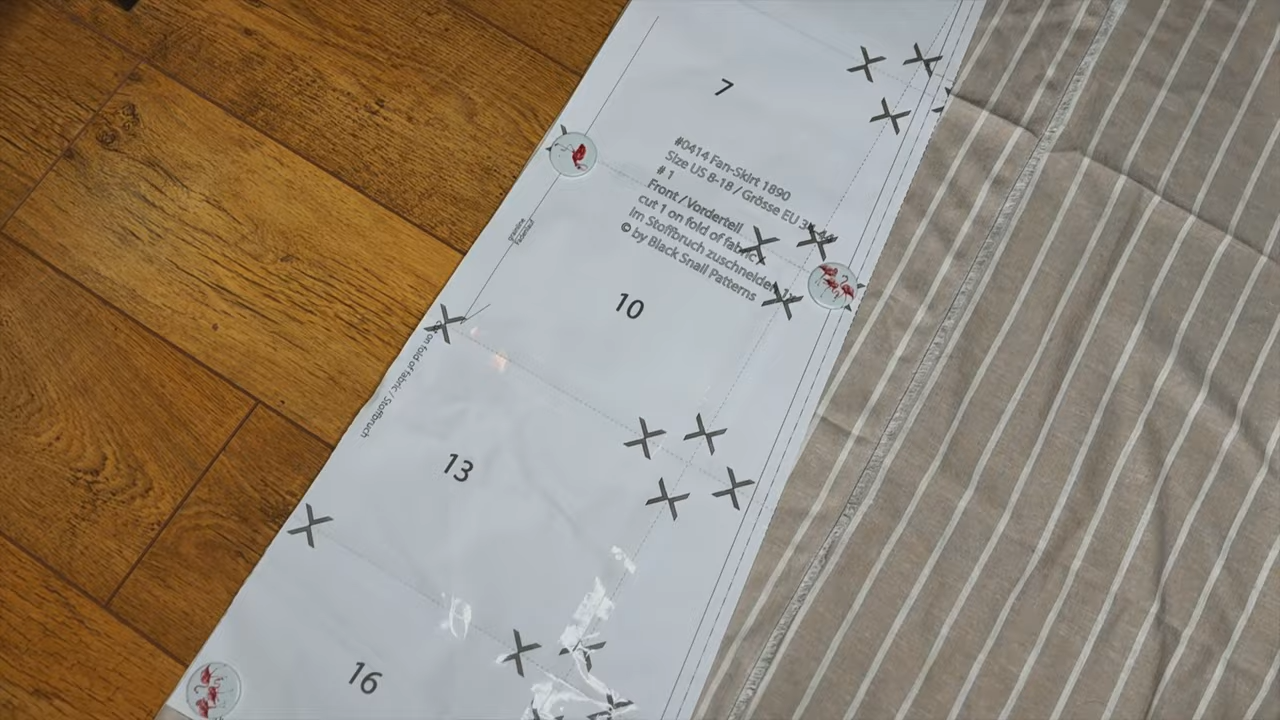 7
#0414 Fan-Skirt 1890
Size US 8-18 / Grösse EU
# 1
Front / Vorderteil
cut 1 on fold of fabric
im Stoffbruch zuschneiden 1x
© by Black Snail Patterns
10
on fold of fabric / Stoffbruch
13
16